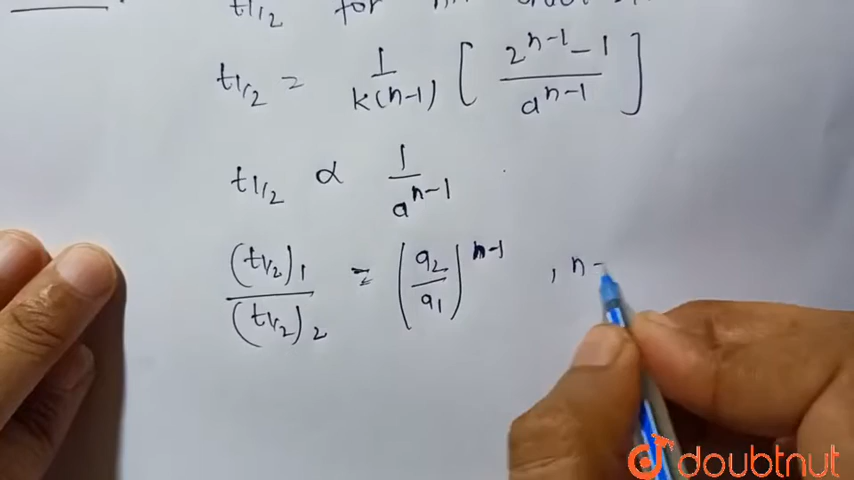 t1/2 for
t1/2 = 1/k(n-1) [ 2^n-1 - 1 / a^n-1 ]
t1/2 ∝ 1/a^n-1
(t1/2)1 / (t1/2)2 = (a2/a1)^n-1 , n-
doubtnut